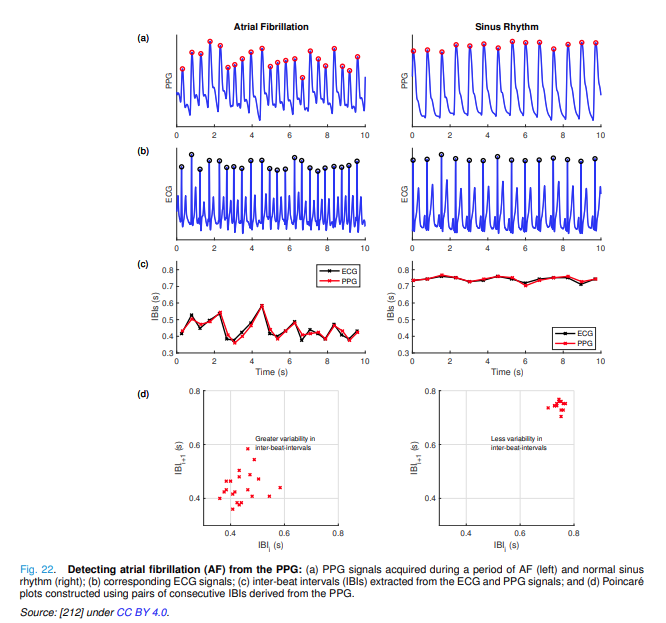 Atrial Fibrillation
Sinus Rhythm
(a)
PPG
0 2 4 6 8 10
PPG
0 2 4 6 8 10
(b)
ECG
0 2 4 6 8 10
ECG
0 2 4 6 8 10
(c)
0.8
0.7
0.6
0.5
0.4
0.3
IBIs (s)
ECG
PPG
0 2 4 6 8 10
Time (s)
0.8
0.7
0.6
0.5
0.4
0.3
IBIs (s)
ECG
PPG
0 2 4 6 8 10
Time (s)
(d)
0.8
0.6
0.4
IBIi+1 (s)
Greater variability in
inter-beat-intervals
0.4 0.6 0.8
IBIi (s)
0.8
0.6
0.4
IBIi+1 (s)
Less variability in
inter-beat-intervals
0.4 0.6 0.8
IBIi (s)
Fig. 22. Detecting atrial fibrillation (AF) from the PPG: (a) PPG signals acquired during a period of AF (left) and normal sinus
rhythm (right); (b) corresponding ECG signals; (c) inter-beat intervals (IBIs) extracted from the ECG and PPG signals; and (d) Poincaré
plots constructed using pairs of consecutive IBIs derived from the PPG.
Source: [212] under CC BY 4.0.